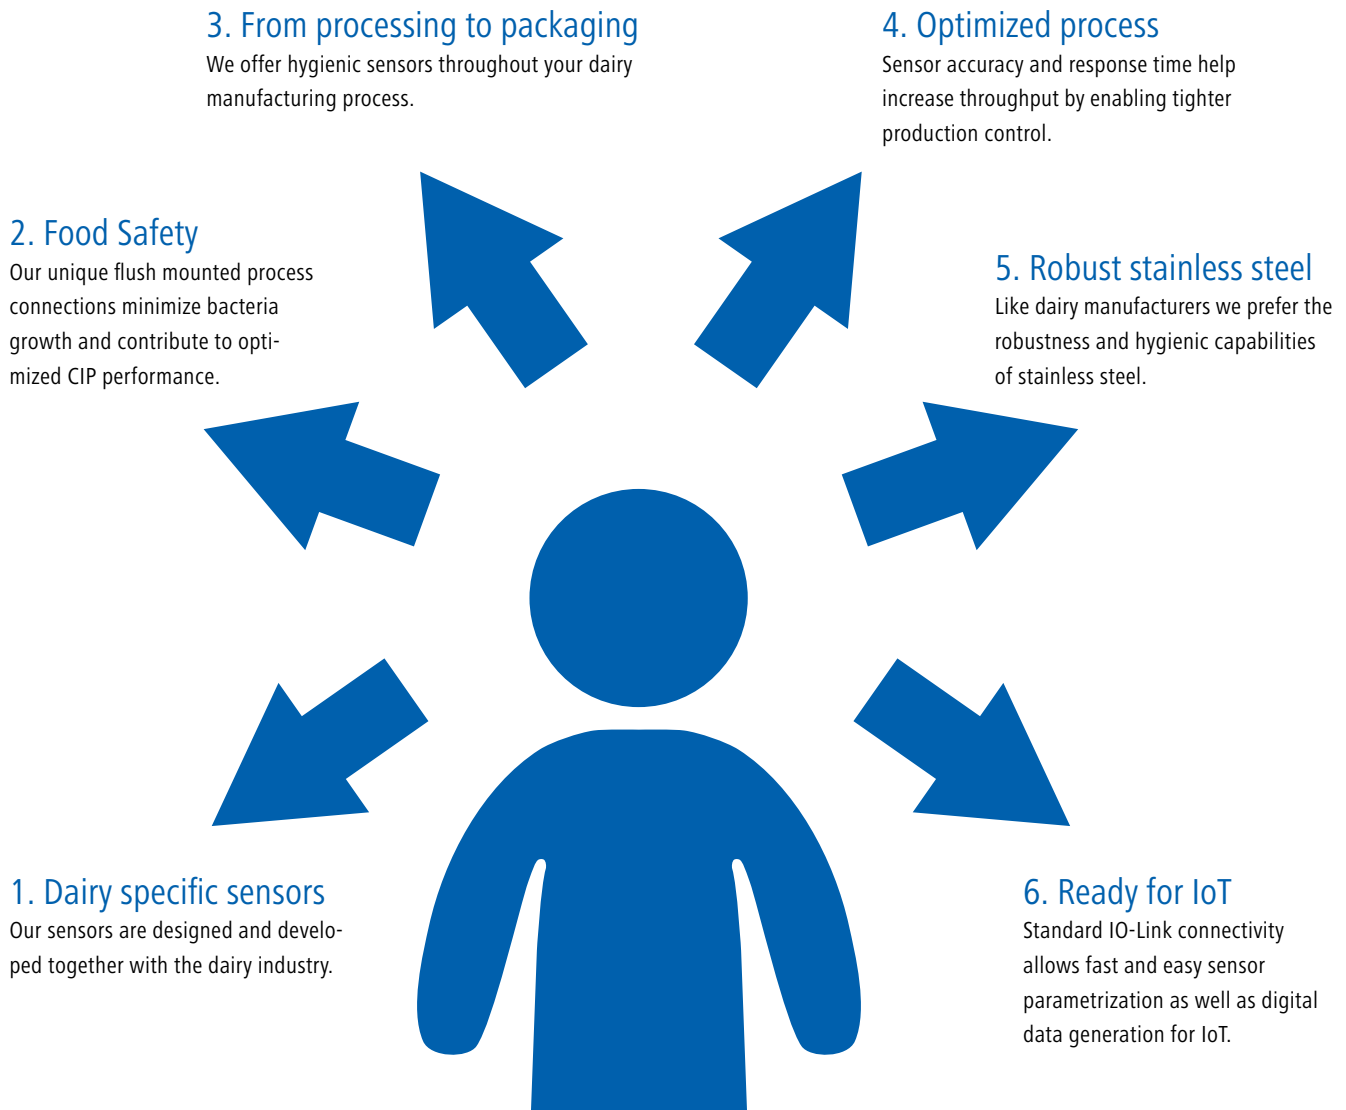 3. From processing to packaging
We offer hygienic sensors throughout your dairy
manufacturing process.
4. Optimized process
Sensor accuracy and response time help
increase throughput by enabling tighter
production control.
2. Food Safety
Our unique flush mounted process
connections minimize bacteria
growth and contribute to opti-
mized CIP performance.
5. Robust stainless steel
Like dairy manufacturers we prefer the
robustness and hygienic capabilities
of stainless steel.
1. Dairy specific sensors
Our sensors are designed and develo-
ped together with the dairy industry.
6. Ready for IoT
Standard IO-Link connectivity
allows fast and easy sensor
parametrization as well as digital
data generation for IoT.